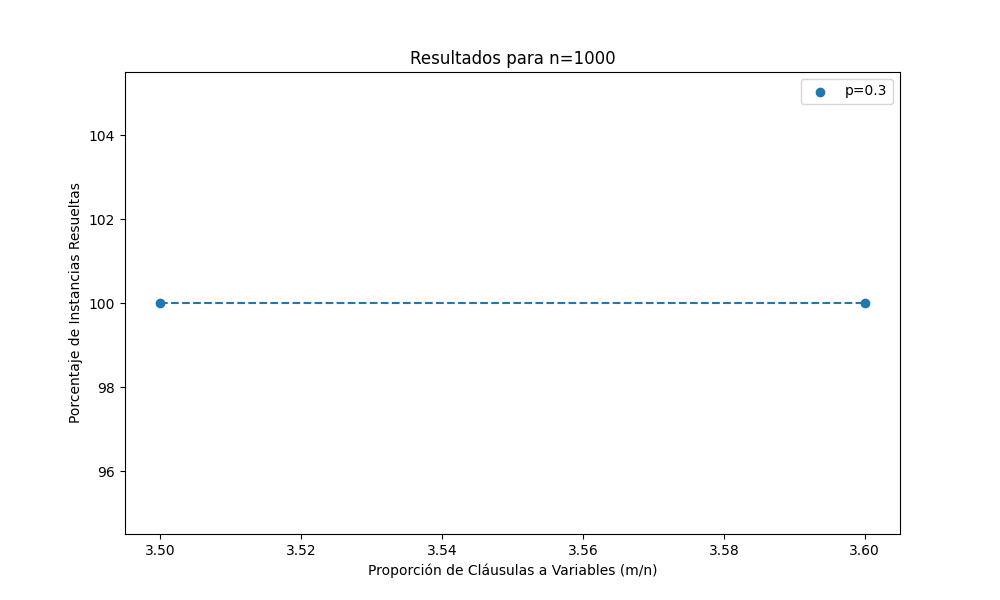 Resultados para n=1000
p=0.3
Porcentaje de Instancias Resueltas
104
102
100
98
96
3.50 3.52 3.54 3.56 3.58 3.60
Proporción de Cláusulas a Variables (m/n)